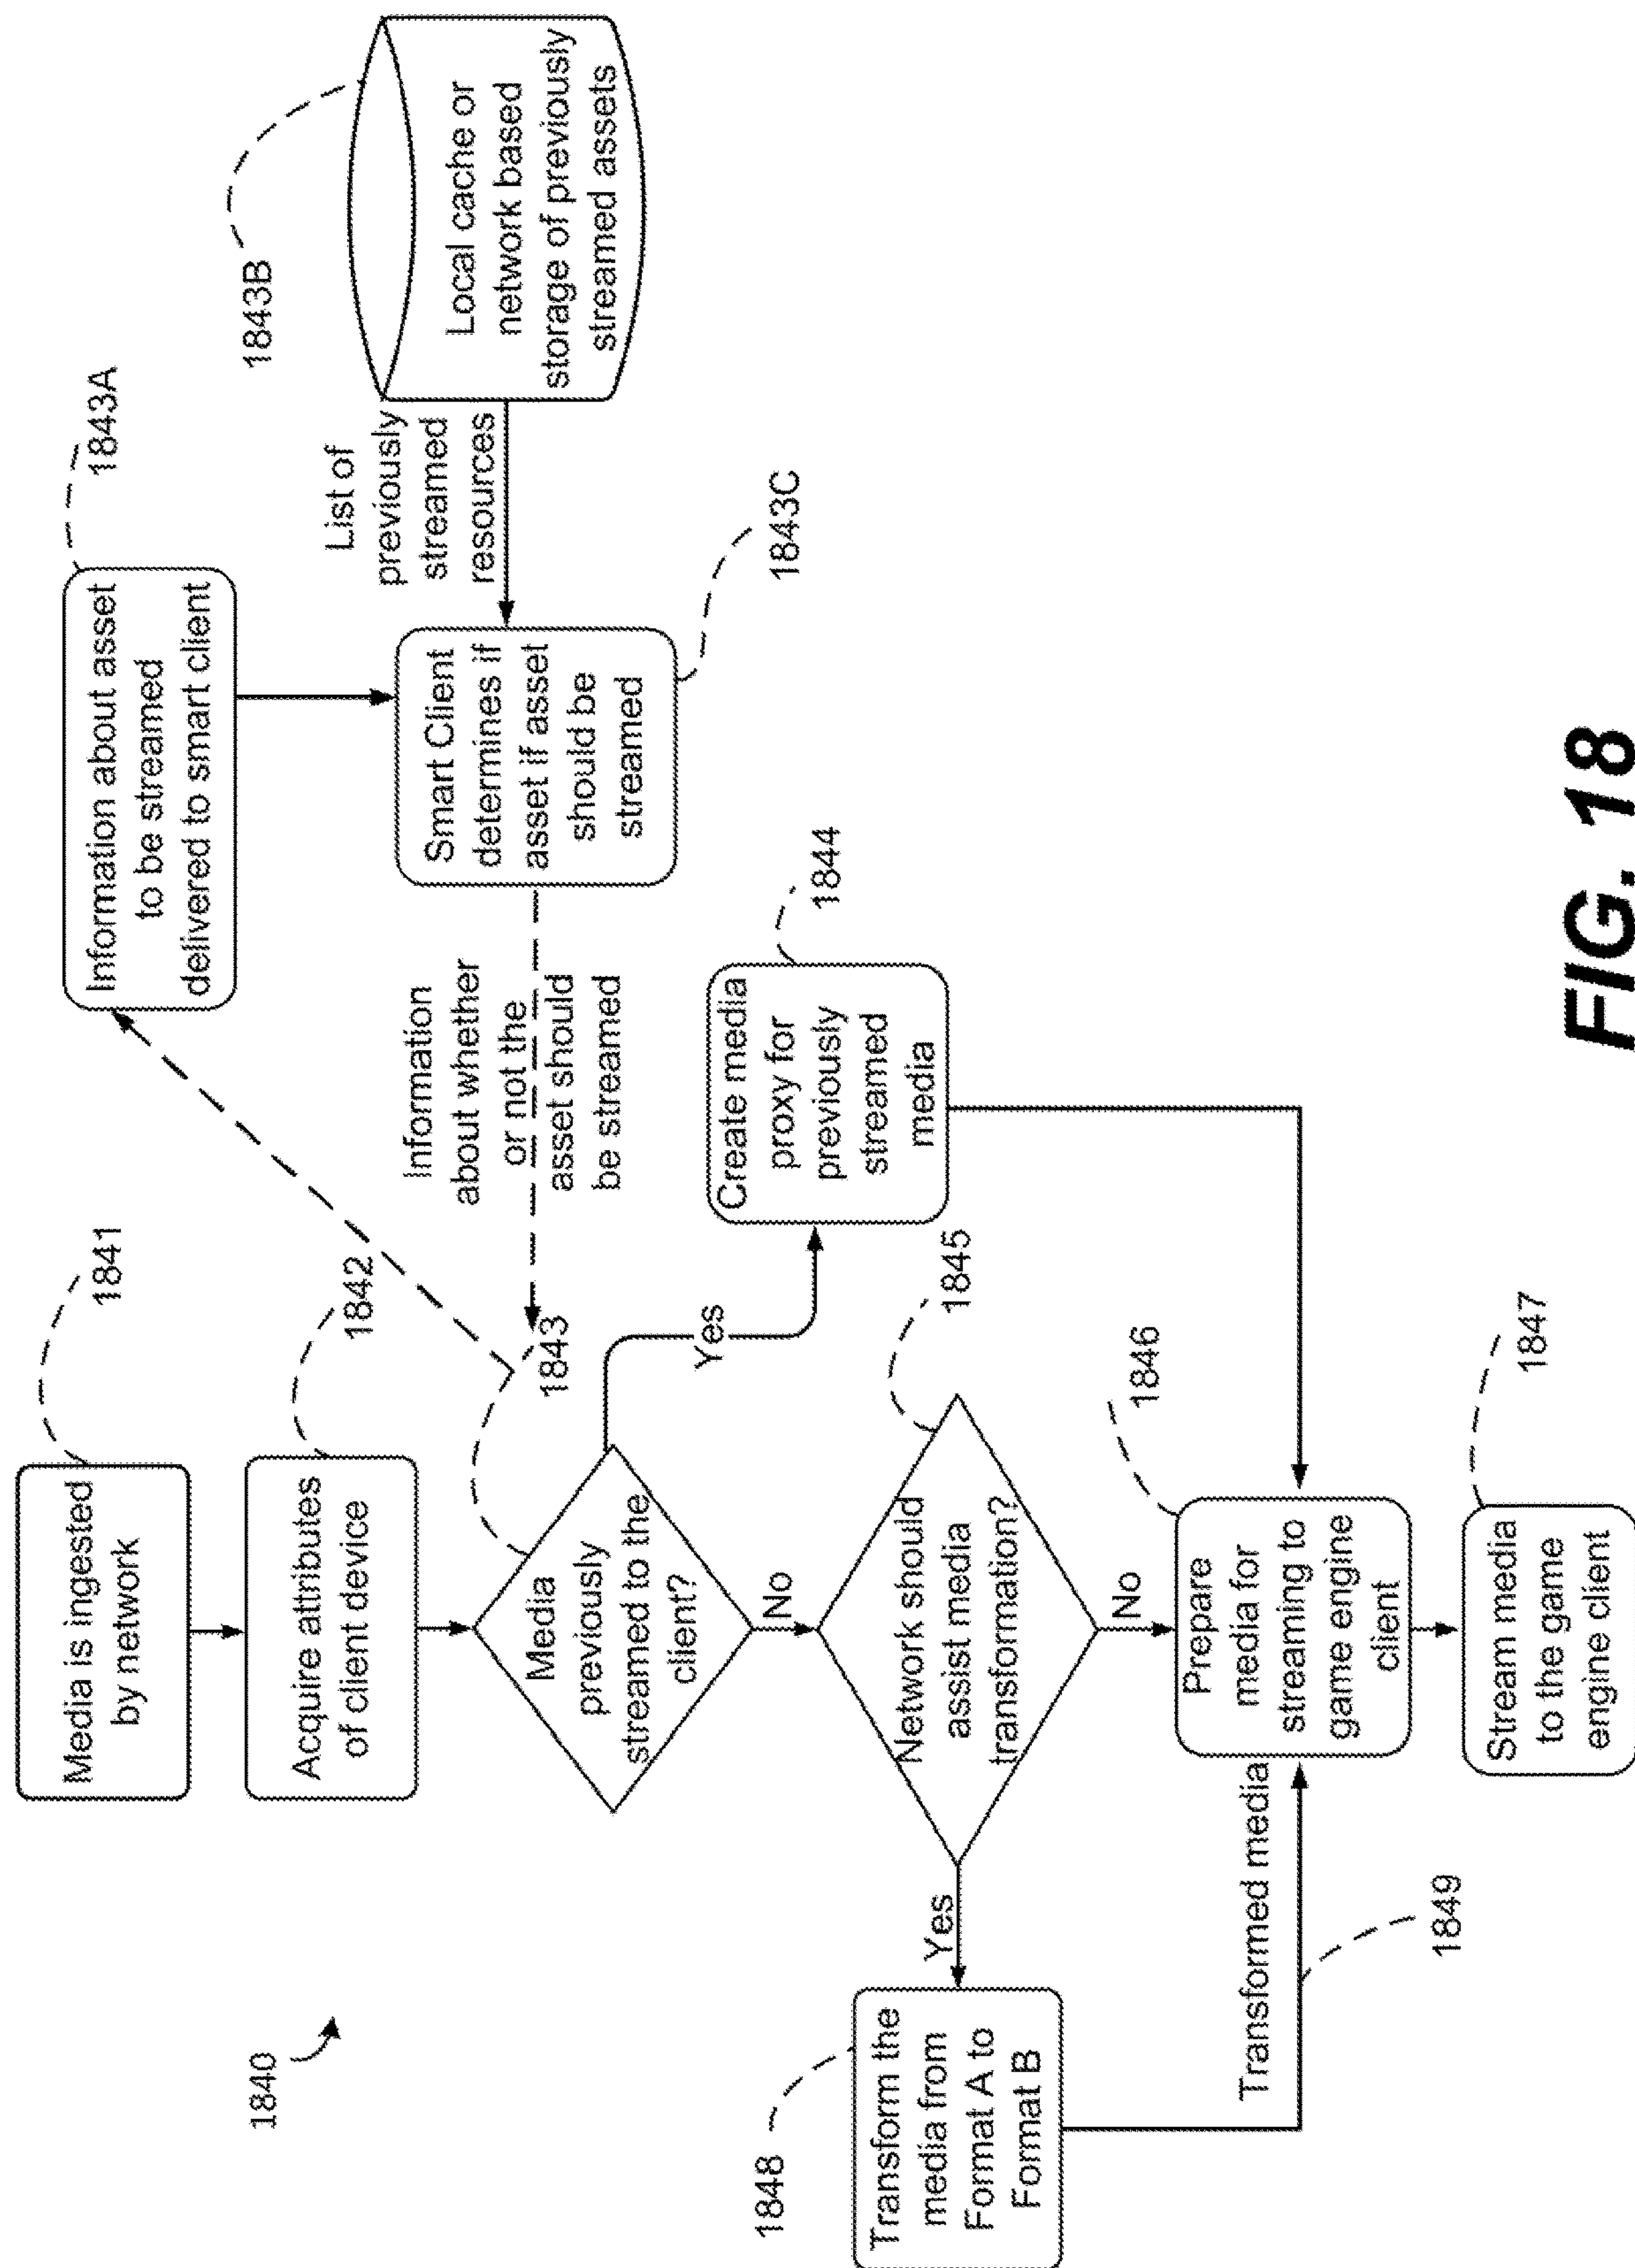 1840
Media is ingested
by network
1841
Acquire attributes
of client device
1842
Media
previously
streamed to the
client?
1843
Information about asset
to be streamed
delivered to smart client
1843A
Local cache or
network based
storage of previously
streamed assets
1843B
List of
previously
streamed
resources
Smart Client
determines if
asset if asset
should be
streamed
1843C
Information
about whether
or not the
asset should
be streamed
Yes
Create media
proxy for
previously
streamed
media
1844
No
Network should
assist media
transformation?
1845
Yes
Transform the
media from
Format A to
Format B
1848
Transformed media
1849
No
Prepare
media for
streaming to
game engine
client
1846
Stream media
to the game
engine client
1847
FIG. 18